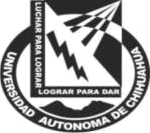 LUCHAR PARA LOGRAR
LOGRAR PARA DAR
UNIVERSIDAD AUTONOMA DE CHIHUAHUA